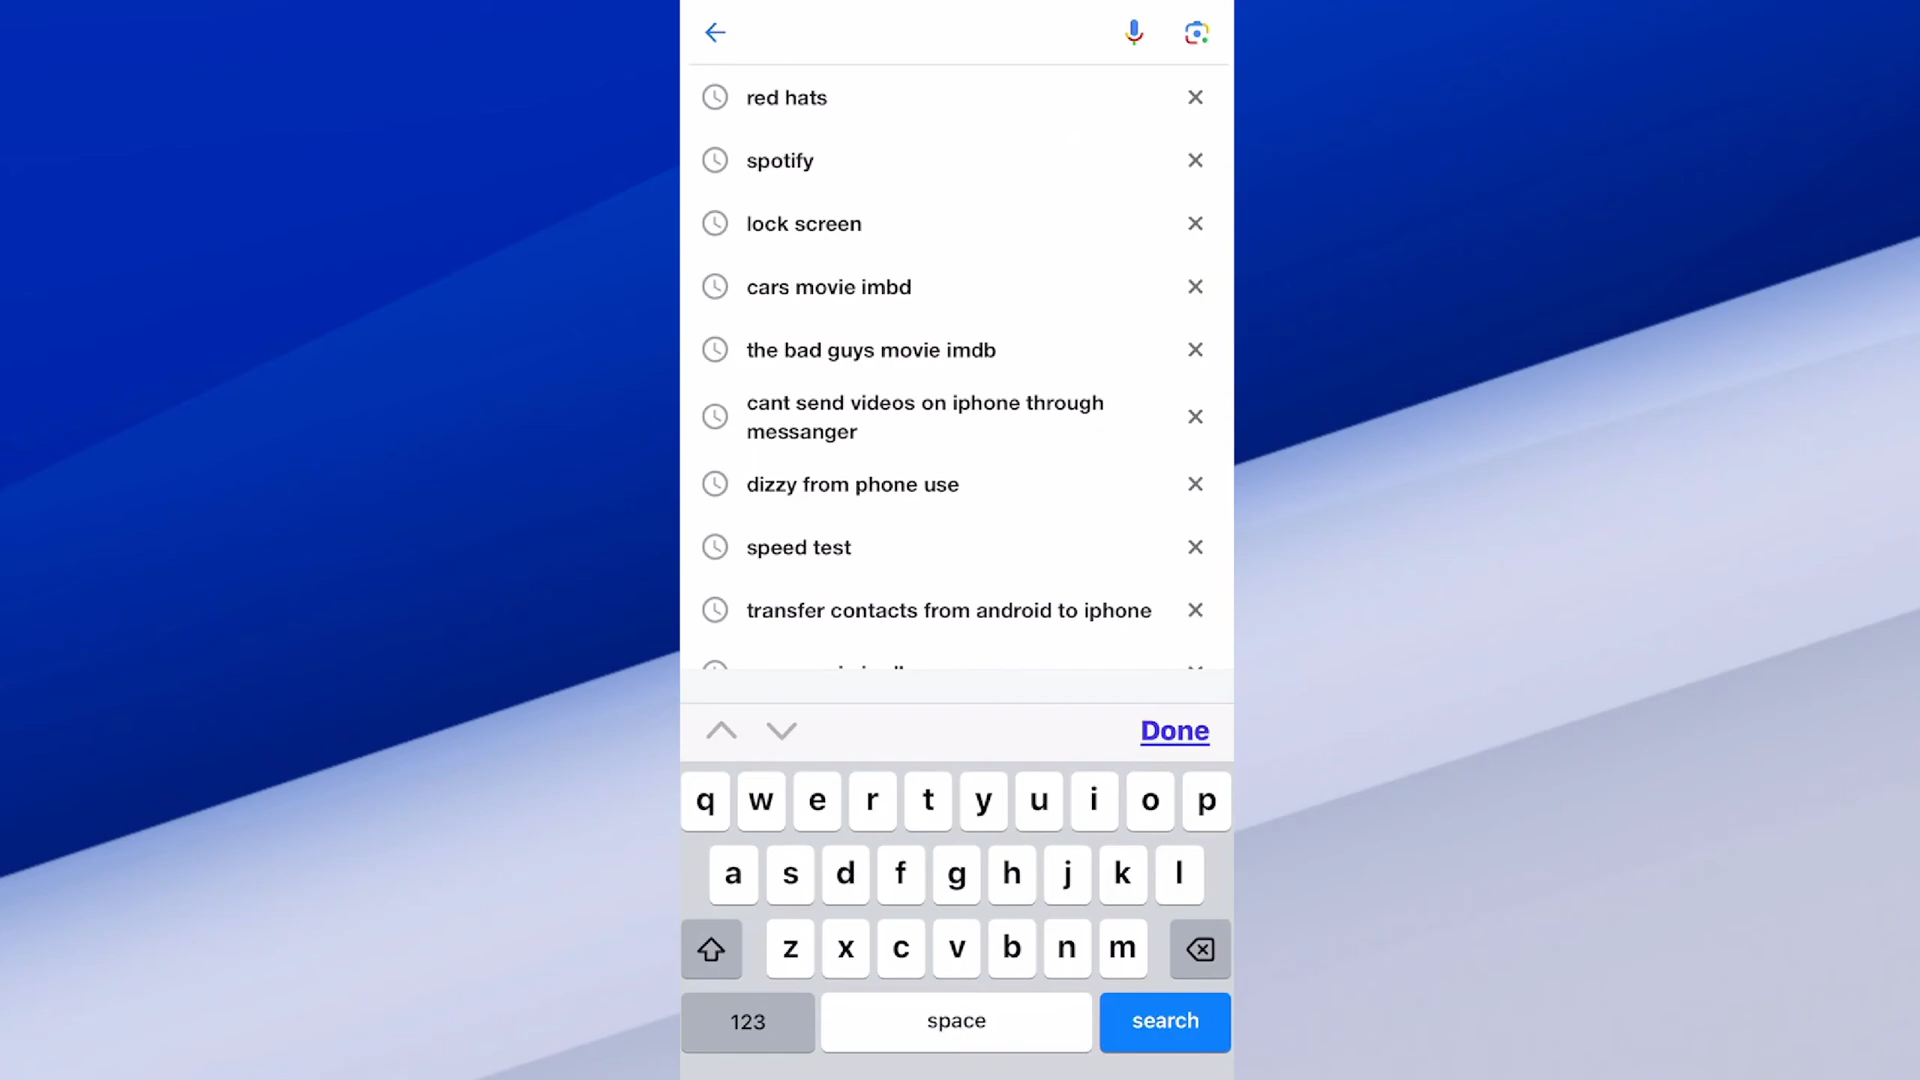 red hats
spotify
lock screen
cars movie imbd
the bad guys movie imdb
cant send videos on iphone through
messanger
dizzy from phone use
speed test
transfer contacts from android to iphone
Done
q w e r t y u i o p
a s d f g h j k l
z x c v b n m
123 space search